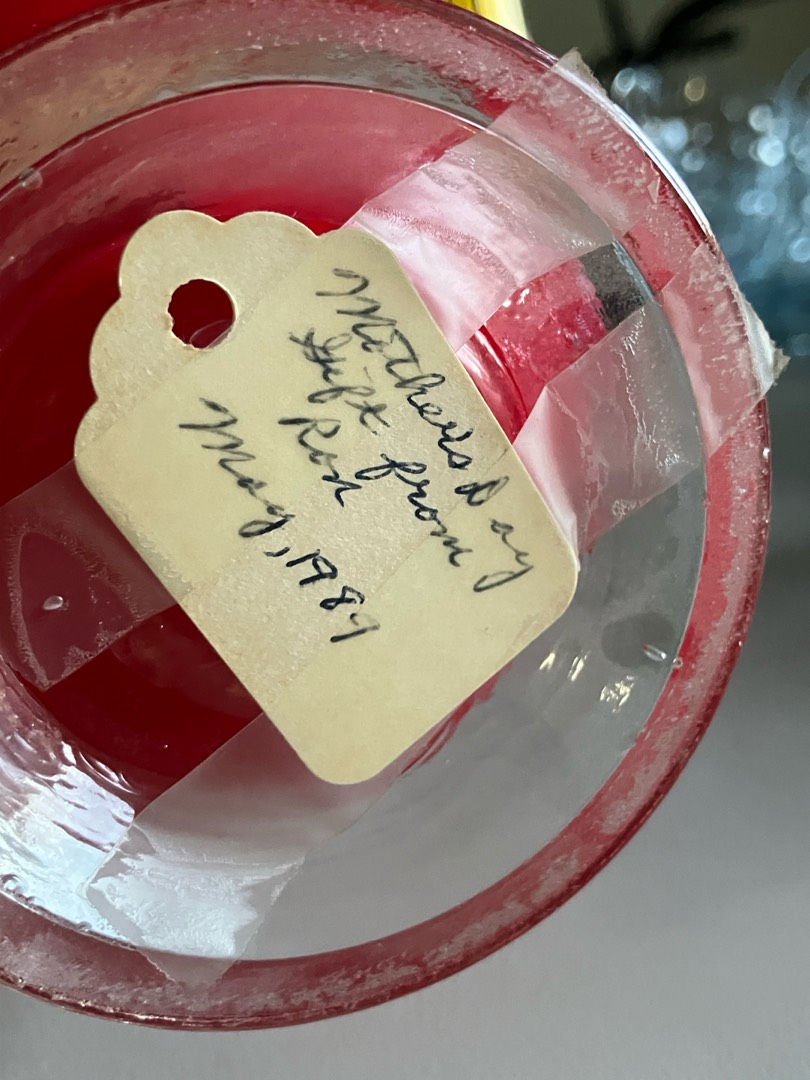 Mother's Day
Gift from
Ron
May, 1987